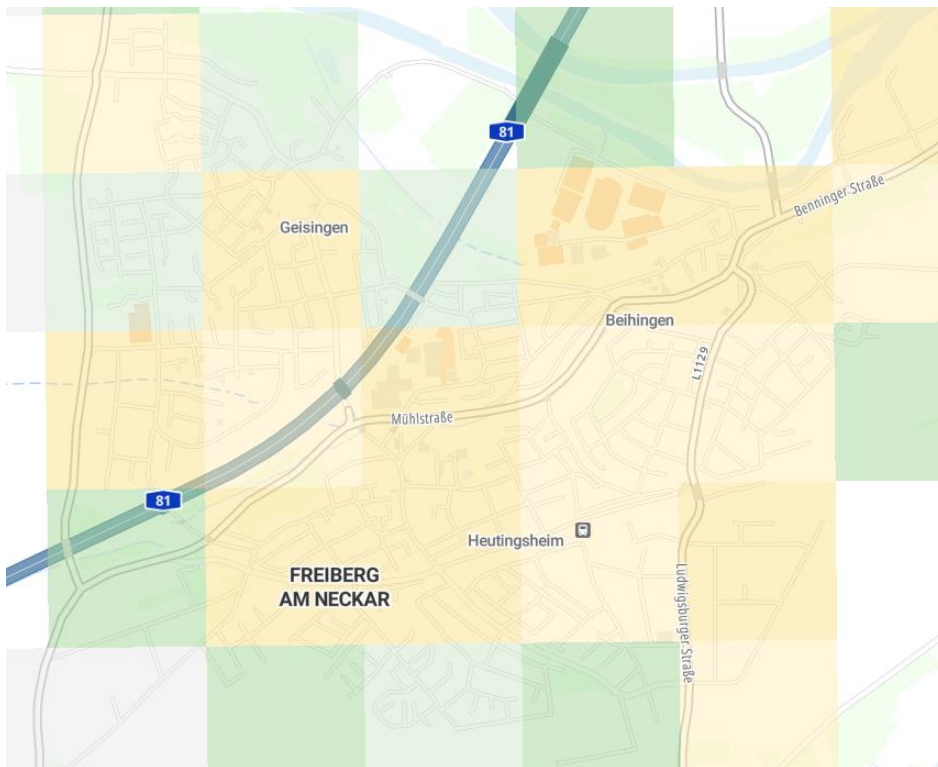 81
Benninger Straße
Geisingen
Beihingen
L1129
Mühlstraße
81
Heutingsheim
FREIBERG
AM NECKAR
Ludwigsburger Straße